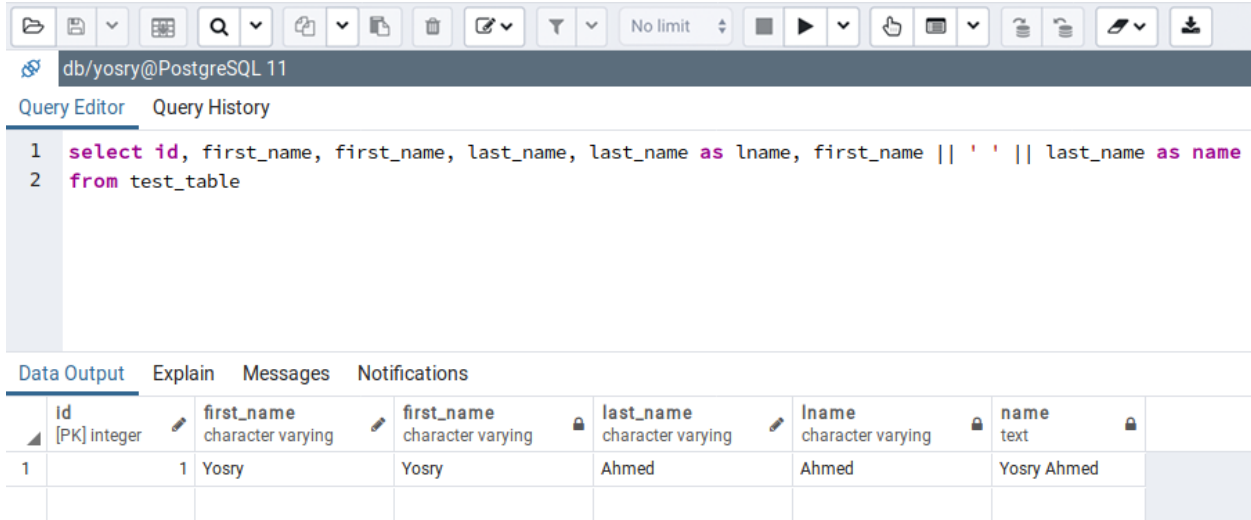 No limit
db/yosry@PostgreSQL 11
Query Editor Query History
1 select id, first_name, first_name, last_name, last_name as lname, first_name || ' ' || last_name as name
2 from test_table
Data Output Explain Messages Notifications
id first_name first_name last_name lname name
[PK] integer character varying character varying character varying character varying text
1 1 Yosry Yosry Ahmed Ahmed Yosry Ahmed